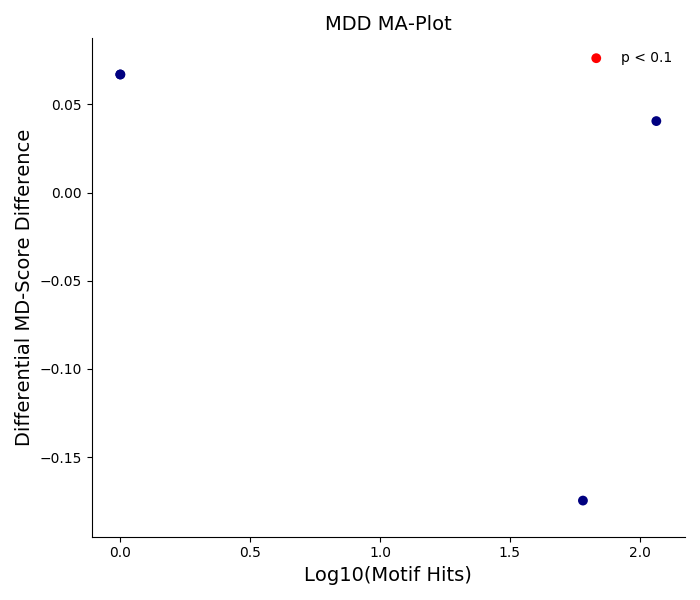 MDD MA-Plot
p < 0.1
Differential MD-Score Difference
0.05
0.00
−0.05
−0.10
−0.15
0.0 0.5 1.0 1.5 2.0
Log10(Motif Hits)